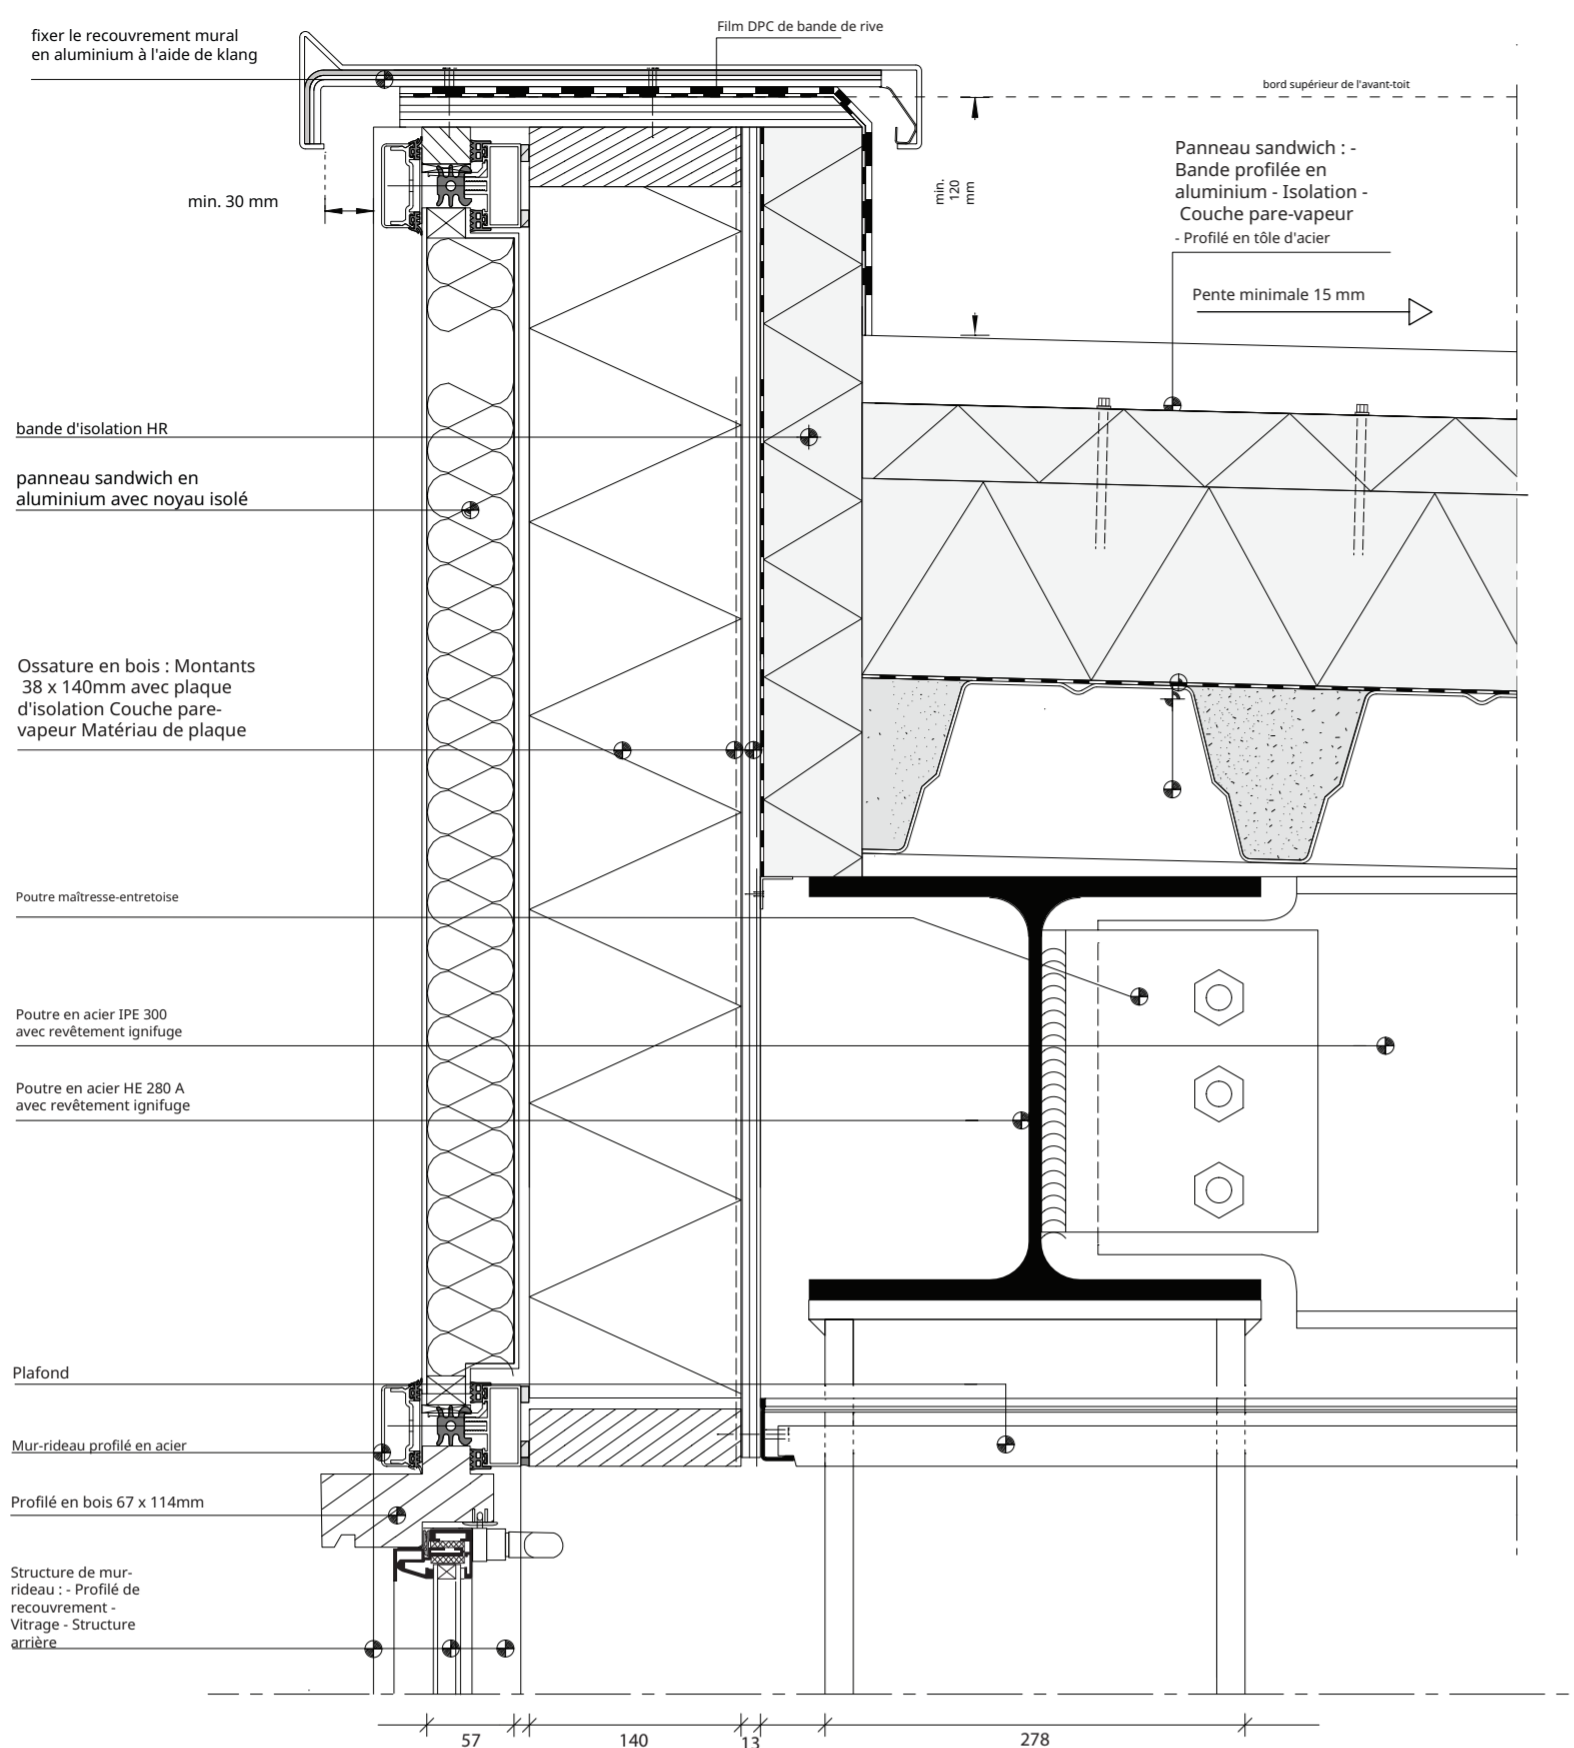 fixer le recouvrement mural
en aluminium à l'aide de klang
Film DPC de bande de rive
bord supérieur de l'avant-toit
min. 30 mm
min.
120
mm
Panneau sandwich : -
Bande profilée en
aluminium - Isolation -
Couche pare-vapeur
- Profilé en tôle d'acier
Pente minimale 15 mm
bande d'isolation HR
panneau sandwich en
aluminium avec noyau isolé
Ossature en bois : Montants
38 x 140mm avec plaque
d'isolation Couche pare-
vapeur Matériau de plaque
Poutre maîtresse-entretoise
Poutre en acier IPE 300
avec revêtement ignifuge
Poutre en acier HE 280 A
avec revêtement ignifuge
Plafond
Mur-rideau profilé en acier
Profilé en bois 67 x 114mm
Structure de mur-
rideau : - Profilé de
recouvrement -
Vitrage - Structure
arrière
57
140
13
278